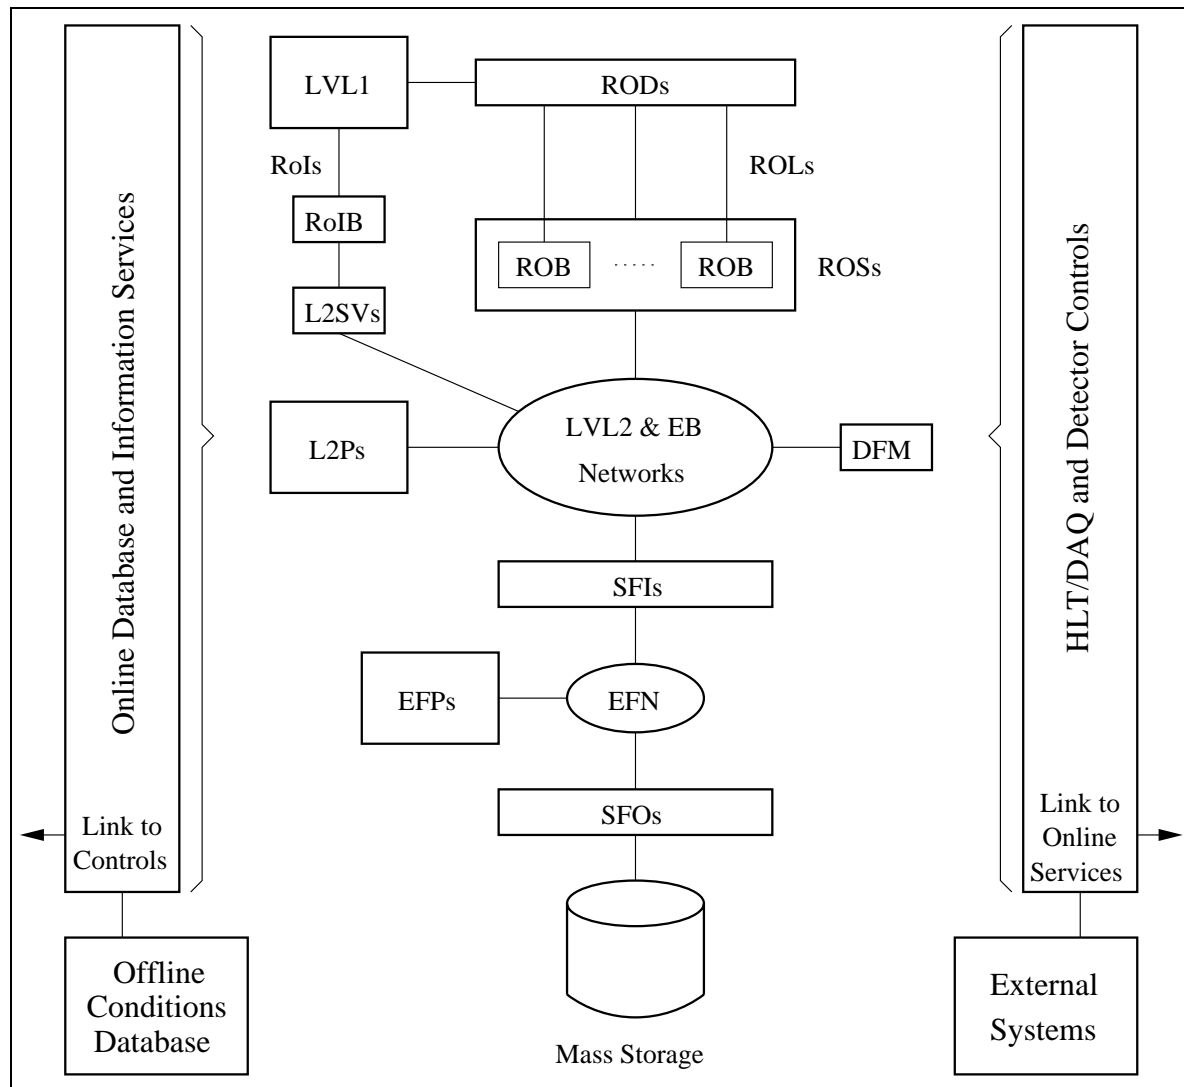 Online Database and Information Services
Link to
Controls
Offline
Conditions
Database
LVL1
RODs
RoIs
ROLs
RoIB
ROB
.....
ROB
ROSs
L2SVs
LVL2 & EB
Networks
L2Ps
DFM
SFIs
EFPs
EFN
SFOs
Mass Storage
HLT/DAQ and Detector Controls
Link to
Online
Services
External
Systems